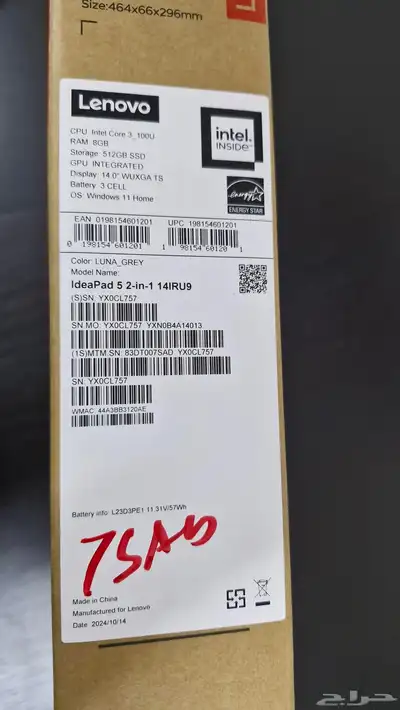 Size:464x66x296mm
L
Lenovo
CPU: Intel Core 3_100U
RAM: 8GB
Storage: 512GB SSD
GPU: INTEGRATED
Display: 14.0" WUXGA TS
Battery: 3 CELL
OS: Windows 11 Home
intel.
INSIDE™
energy
ENERGY STAR
EAN 0198154601201
UPC 198154601201
0 198154 601201
1 98154 60120 1
Color: LUNA_GREY
Model Name:
IdeaPad 5 2-in-1 14IRU9
(S)SN: YX0CL757
SN.MO: YX0CL757 YXN0B4A14013
(1S)MTM.SN: 83DT007SAD YX0CL757
SN: YX0CL757
WMAC: 44A3BB3120AE
Battery info: L23D3PE1 11.31V/57Wh
7SAD
Made in China
Manufactured for Lenovo
Date: 2024/10/14
حراج